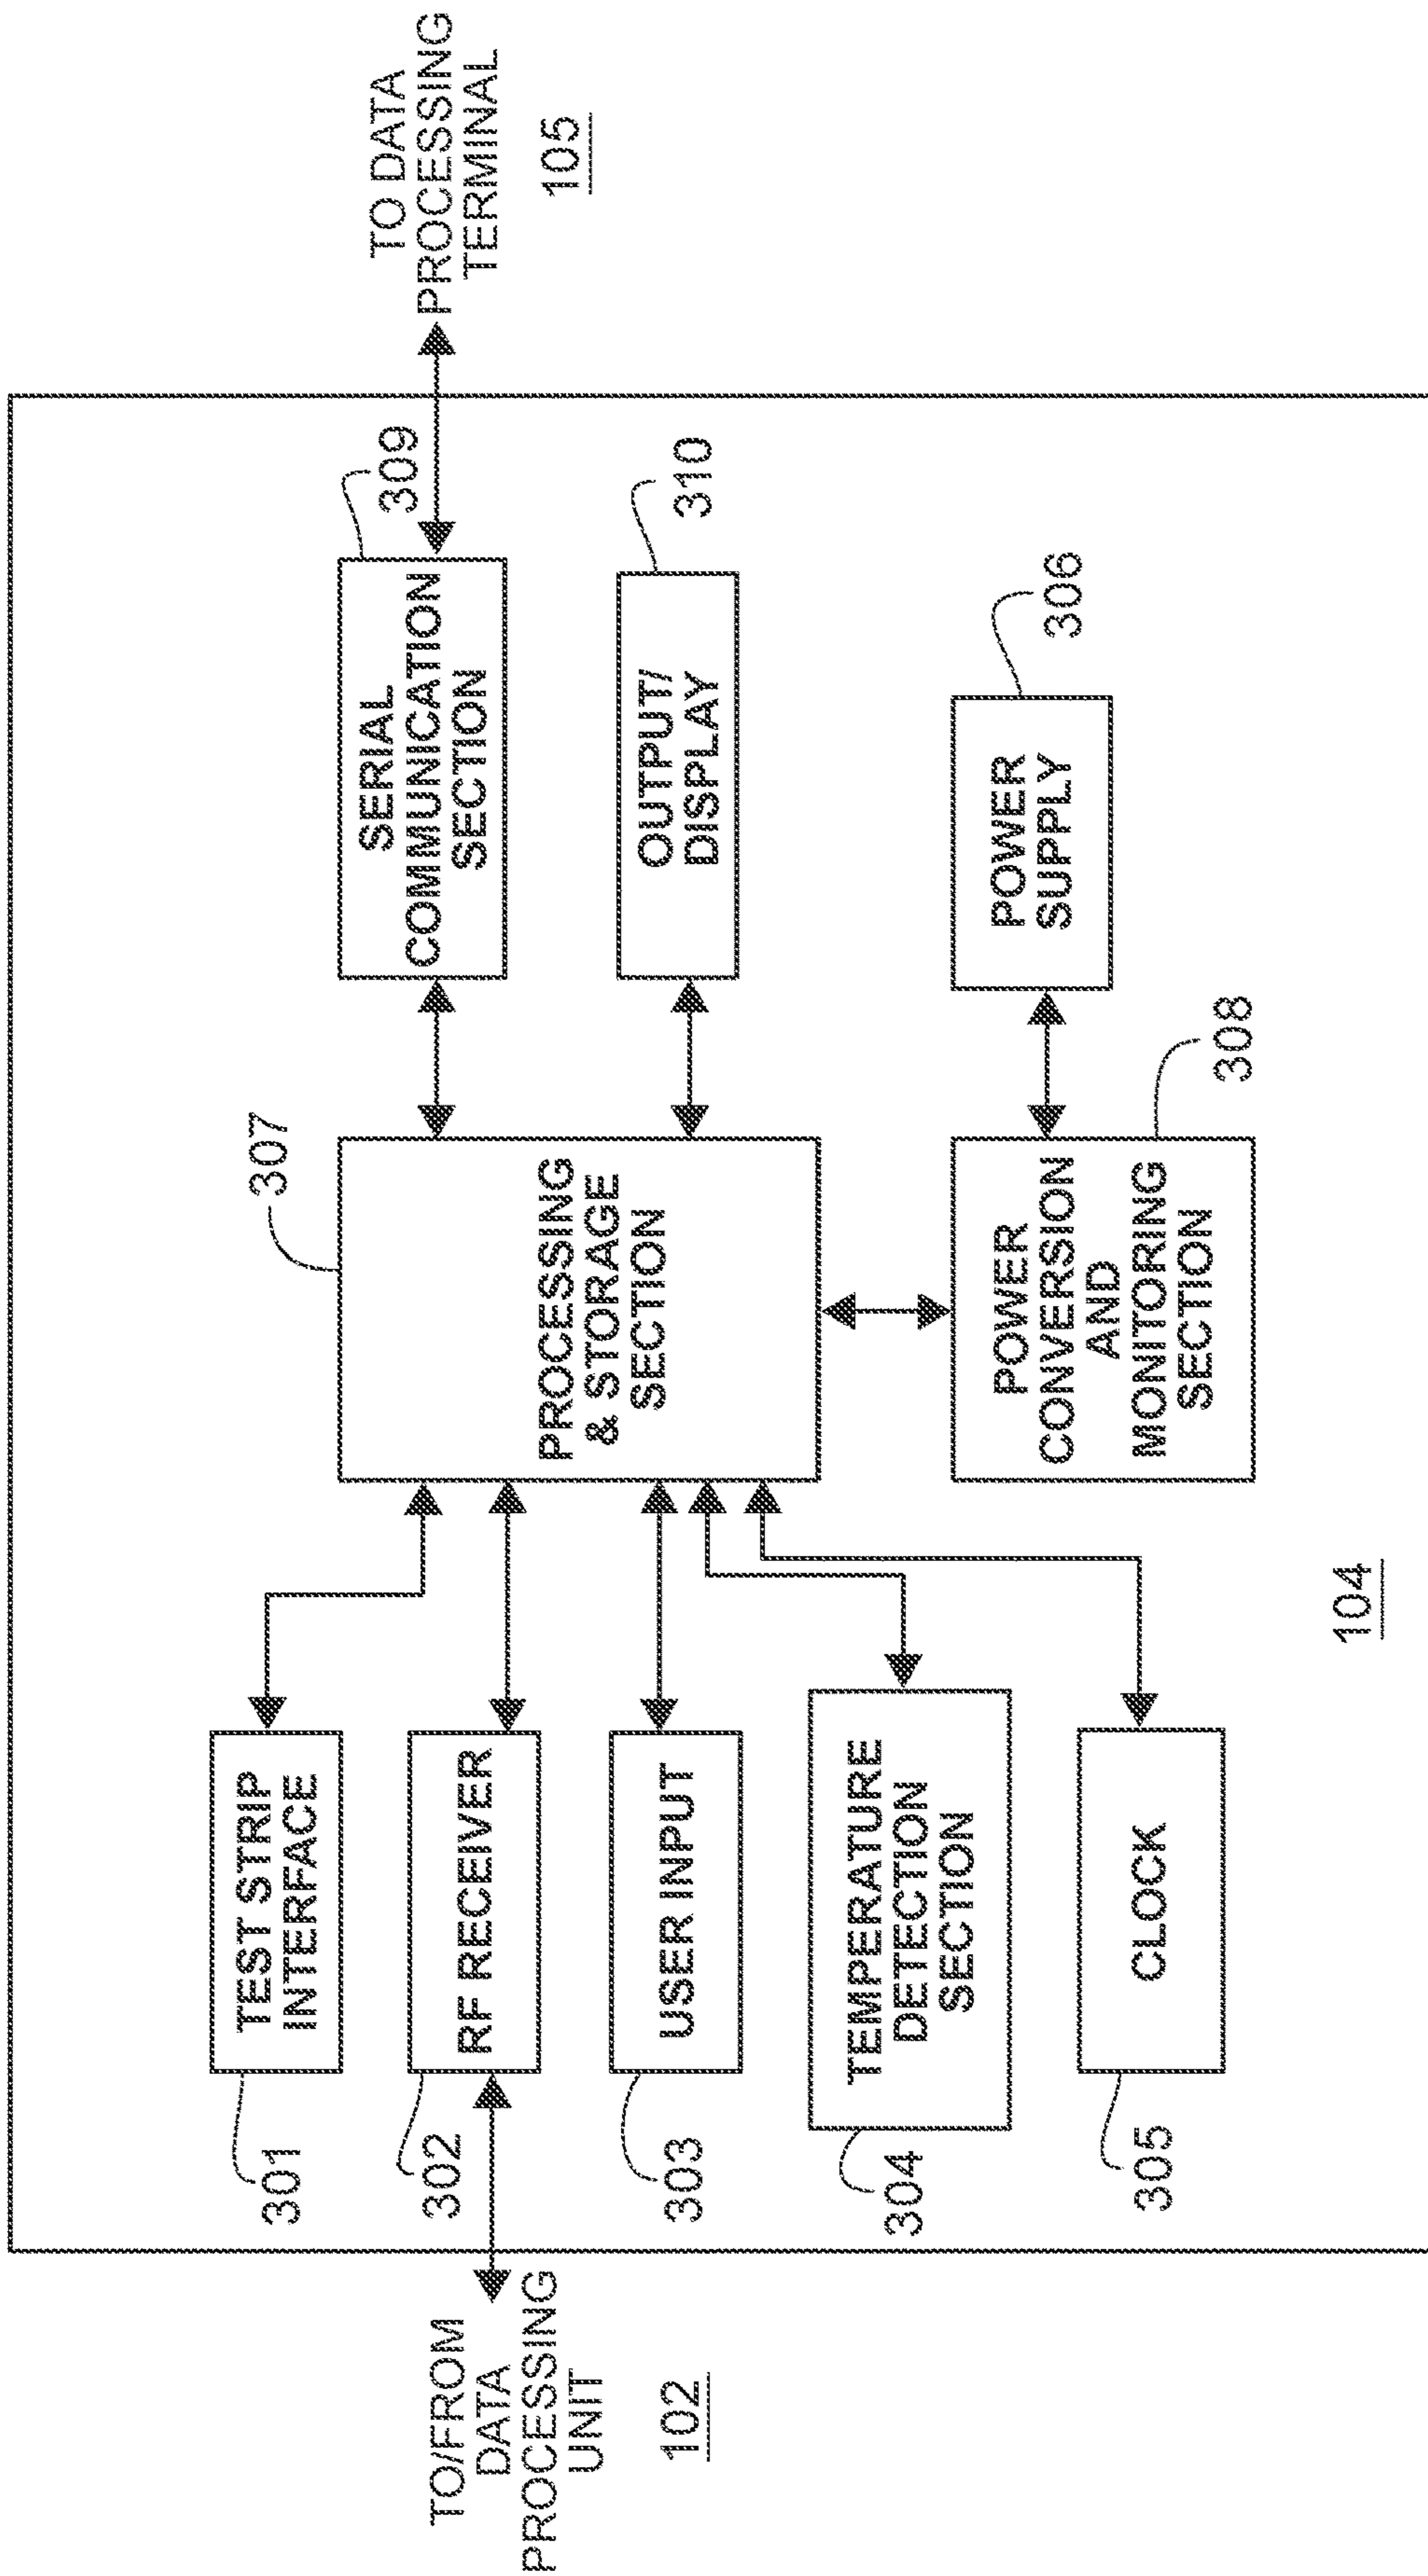 TO/FROM
DATA
PROCESSING
UNIT
102
301
TEST STRIP
INTERFACE
302
RF RECEIVER
303
USER INPUT
304
TEMPERATURE
DETECTION
SECTION
305
CLOCK
307
PROCESSING
& STORAGE
SECTION
POWER
CONVERSION
AND
MONITORING
SECTION
308
104
SERIAL
COMMUNICATION
SECTION
309
OUTPUT/
DISPLAY
310
POWER
SUPPLY
306
TO DATA
PROCESSING
TERMINAL
105